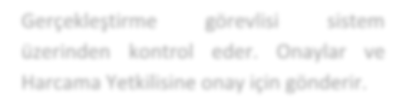 Gerçekleştirme görevlisi sistem
üzerinden kontrol eder. Onaylar ve
Harcama Yetkilisine onay için gönderir.